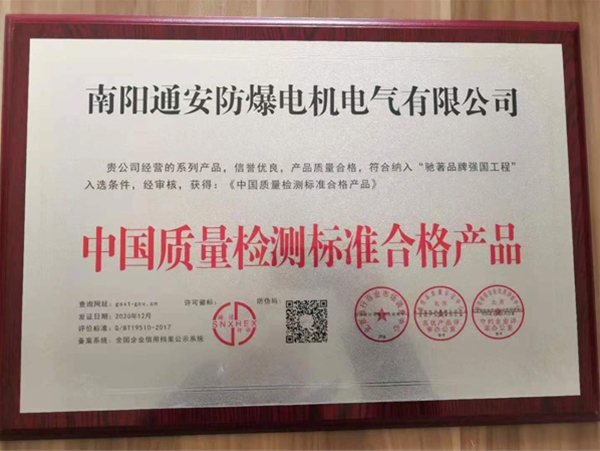 南阳通安防爆电机电气有限公司
贵公司经营的系列产品，信誉优良，产品质量合格，符合纳入“驰著品牌强国工程”
入选条件，经审核，获得：《中国质量检测标准合格产品》
中国质量检测标准合格产品
查询网址：gsxt-gov.cn
许可徽标：
防伪码：
发证日期：2020年12月
评价标准：G/BT19510-2017
备案系统：全国企业信用档案公示系统
SNXHEX